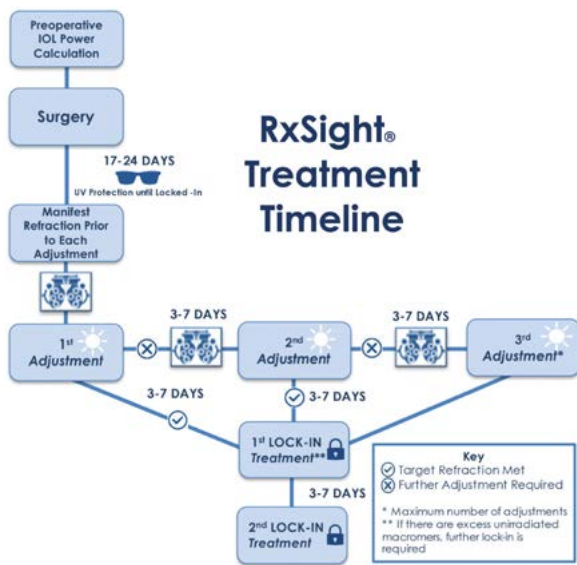 Preoperative
IOL Power
Calculation
Surgery
RxSight®
Treatment
Timeline
17-24 DAYS
UV Protection until Locked -In
Manifest
Refraction Prior
to Each
Adjustment
3-7 DAYS
3-7 DAYS
1st
Adjustment
2nd
Adjustment
3rd
Adjustment*
3-7 DAYS
3-7 DAYS
1st LOCK-IN
Treatment**
3-7 DAYS
2nd LOCK-IN
Treatment
Key
Target Refraction Met
Further Adjustment Required
* Maximum number of adjustments
** If there are excess unirradiated
macromers, further lock-in is
required